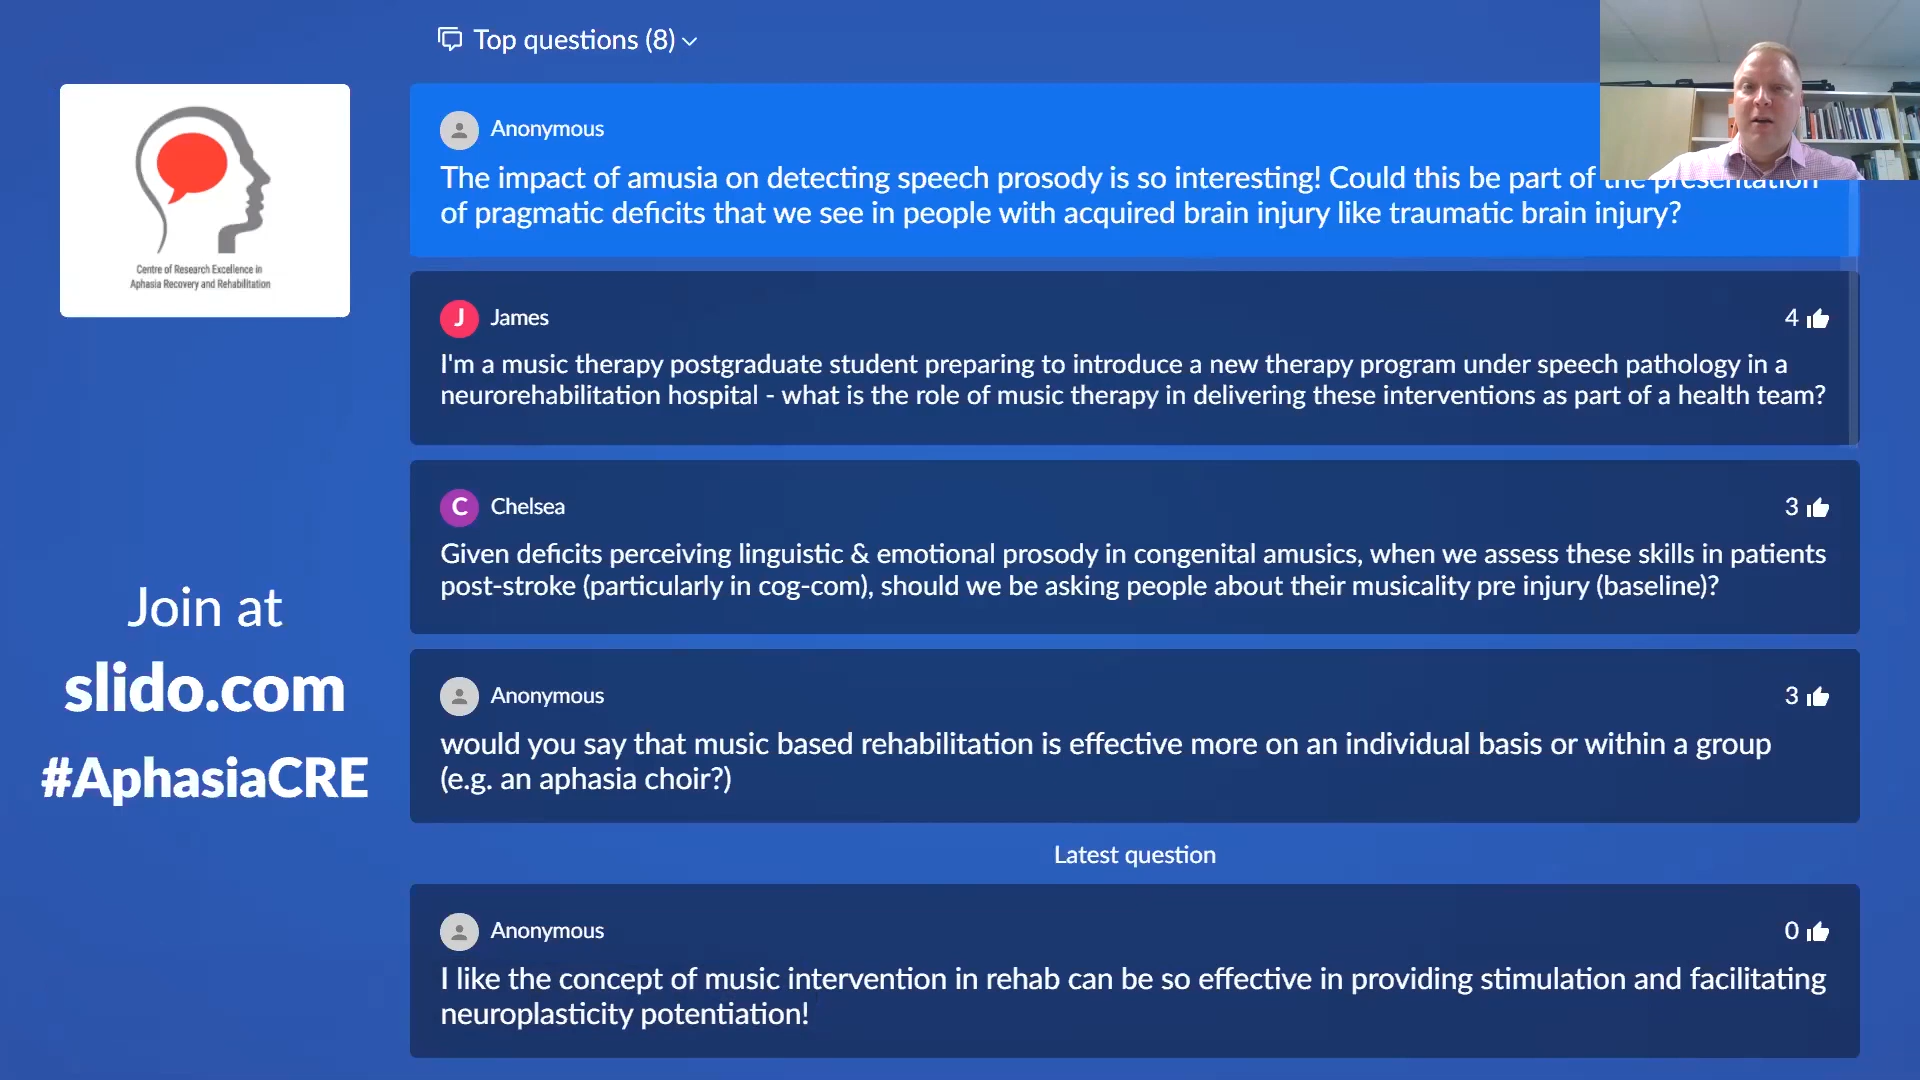 Top questions (8)
Centre of Research Excellence in
Aphasia Recovery and Rehabilitation
Join at
slido.com
#AphasiaCRE
Anonymous
The impact of amusia on detecting speech prosody is so interesting! Could this be part of the presentation
of pragmatic deficits that we see in people with acquired brain injury like traumatic brain injury?
J James 4
I'm a music therapy postgraduate student preparing to introduce a new therapy program under speech pathology in a
neurorehabilitation hospital - what is the role of music therapy in delivering these interventions as part of a health team?
C Chelsea 3
Given deficits perceiving linguistic & emotional prosody in congenital amusics, when we assess these skills in patients
post-stroke (particularly in cog-com), should we be asking people about their musicality pre injury (baseline)?
Anonymous 3
would you say that music based rehabilitation is effective more on an individual basis or within a group
(e.g. an aphasia choir?)
Latest question
Anonymous 0
I like the concept of music intervention in rehab can be so effective in providing stimulation and facilitating
neuroplasticity potentiation!